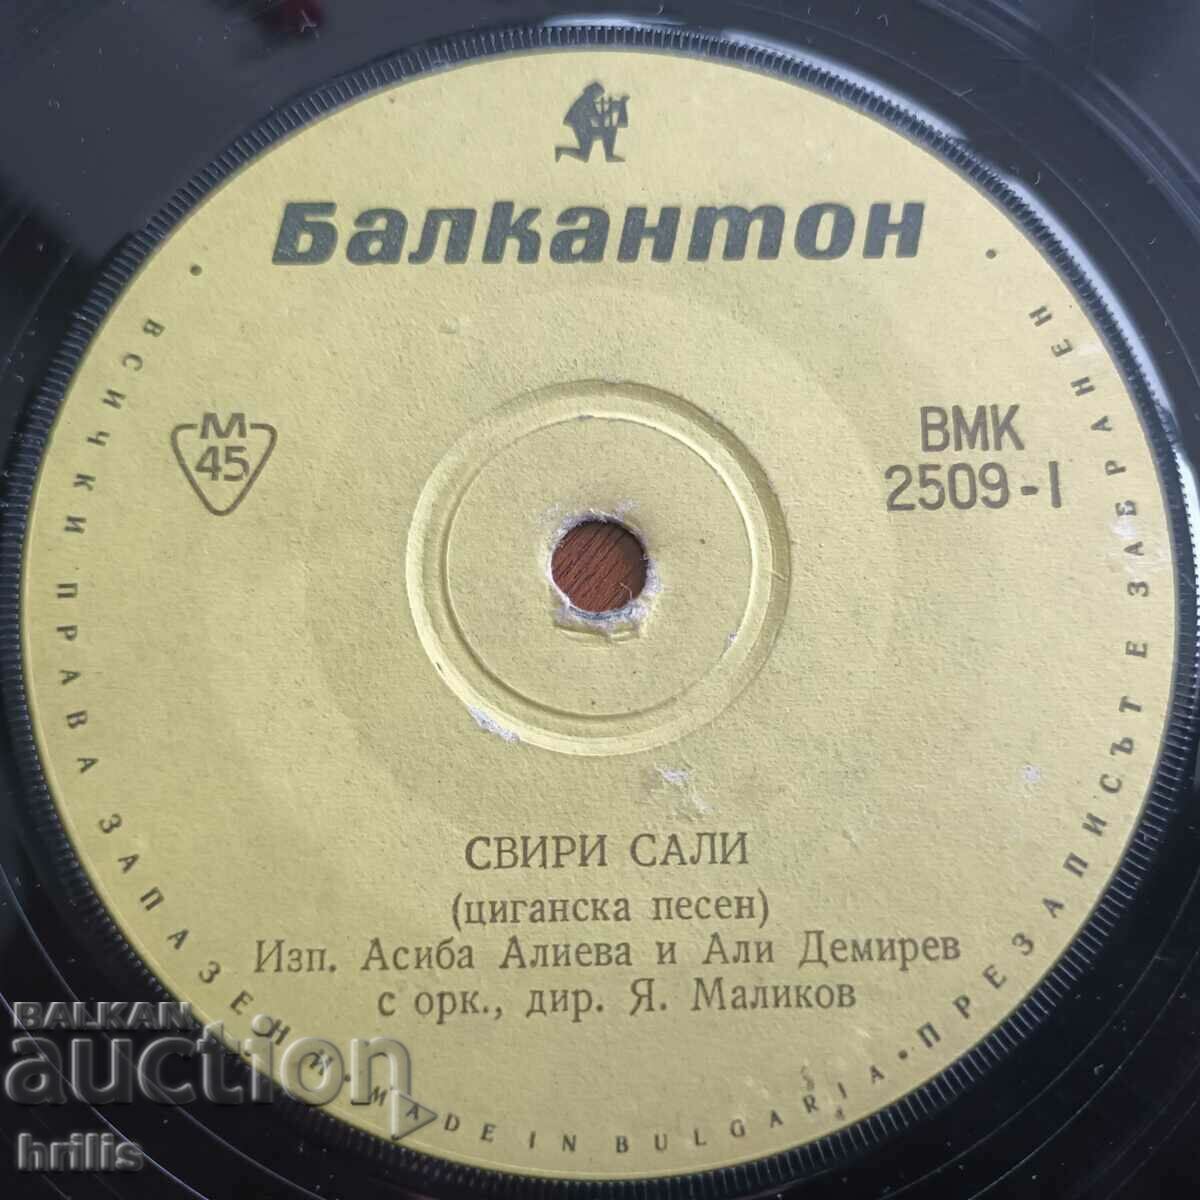 Балкантон
М
45
ВМК
2509-1
СВИРИ САЛИ
(циганска песен)
Изп. Асиба Алиева и Али Демирев
с орк., дир. Я. Маликов
ВСИЧКИ ПРАВА ЗАПАЗЕНИ • MADE IN BULGARIA • ПРЕЗАПИСЪТ Е ЗАБРАНЕН
BALKAN
auction
hrilis